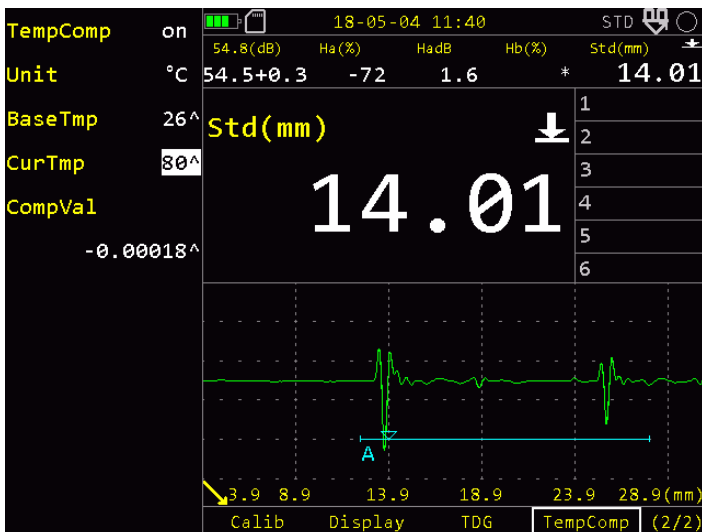 TempComp on
Unit °C
BaseTmp 26^
CurTmp 80^
CompVal
-0.00018^
18-05-04 11:40 STD
54.8(dB) Ha(%) HadB Hb(%) Std(mm)
54.5+0.3 -72 1.6 * 14.01
Std(mm)
14.01
1
2
3
4
5
6
A
3.9 8.9 13.9 18.9 23.9 28.9(mm)
Calib Display TDG TempComp (2/2)